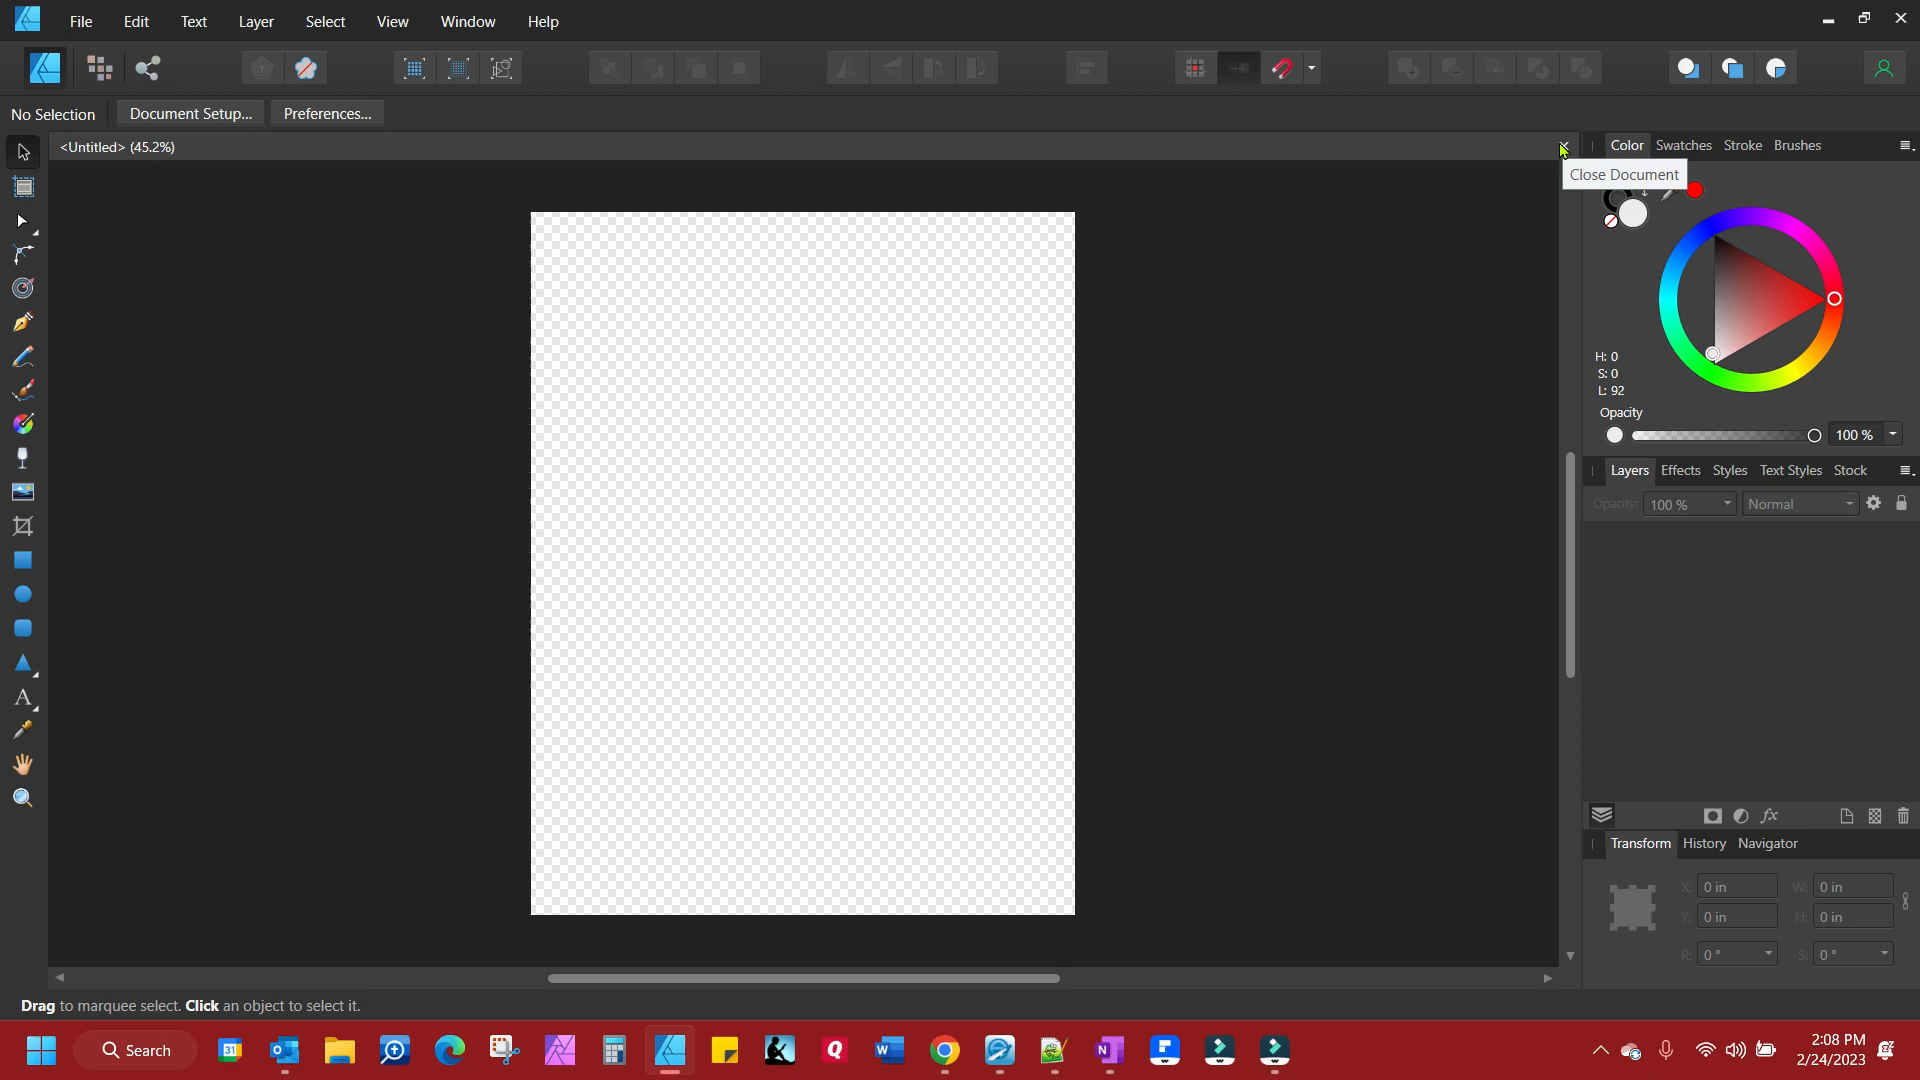 File Edit Text Layer Select View Window Help
No Selection Document Setup... Preferences...
<Untitled> (45.2%)
Color Swatches Stroke Brushes
Close Document
H: 0
S: 0
L: 92
Opacity
100 %
Layers Effects Styles Text Styles Stock
Opacity: 100 % Normal
fx
Transform History Navigator
X: 0 in W: 0 in
Y: 0 in H: 0 in
R: 0 ° S: 0 °
Drag to marquee select. Click an object to select it.
Search
31
2:08 PM
2/24/2023